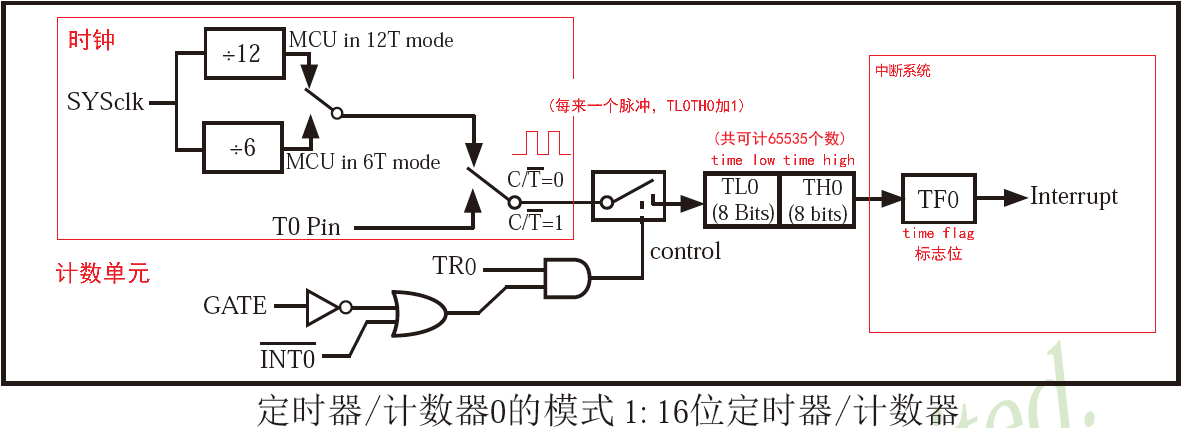 时钟
÷12
MCU in 12T mode
SYSclk
÷6
MCU in 6T mode
T0 Pin
C/T̅=0
C/T̅=1
(每来一个脉冲, TL0TH0加1)
(共可计65535个数)
time low time high
TL0
(8 Bits)
TH0
(8 bits)
中断系统
TF0
Interrupt
time flag
标志位
control
计数单元
TR0
GATE
I̅N̅T̅0̅
定时器/计数器0的模式 1: 16位定时器/计数器
ted.